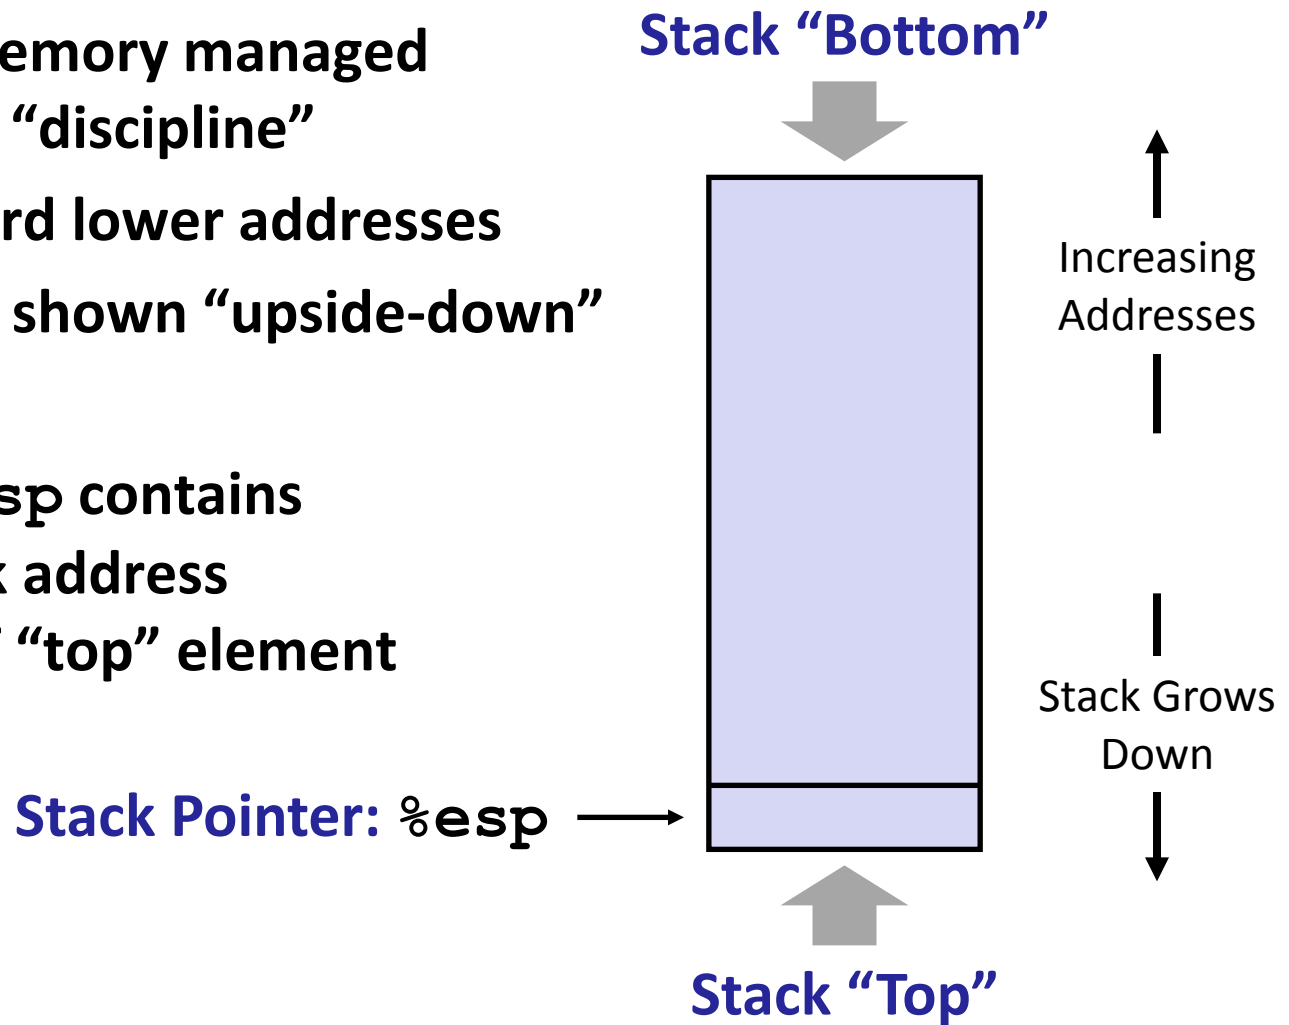 emory managed
“discipline”
rd lower addresses
shown “upside-down”
sp contains
address
“top” element
Stack Pointer: %esp
Stack “Bottom”
Increasing
Addresses
Stack Grows
Down
Stack “Top”